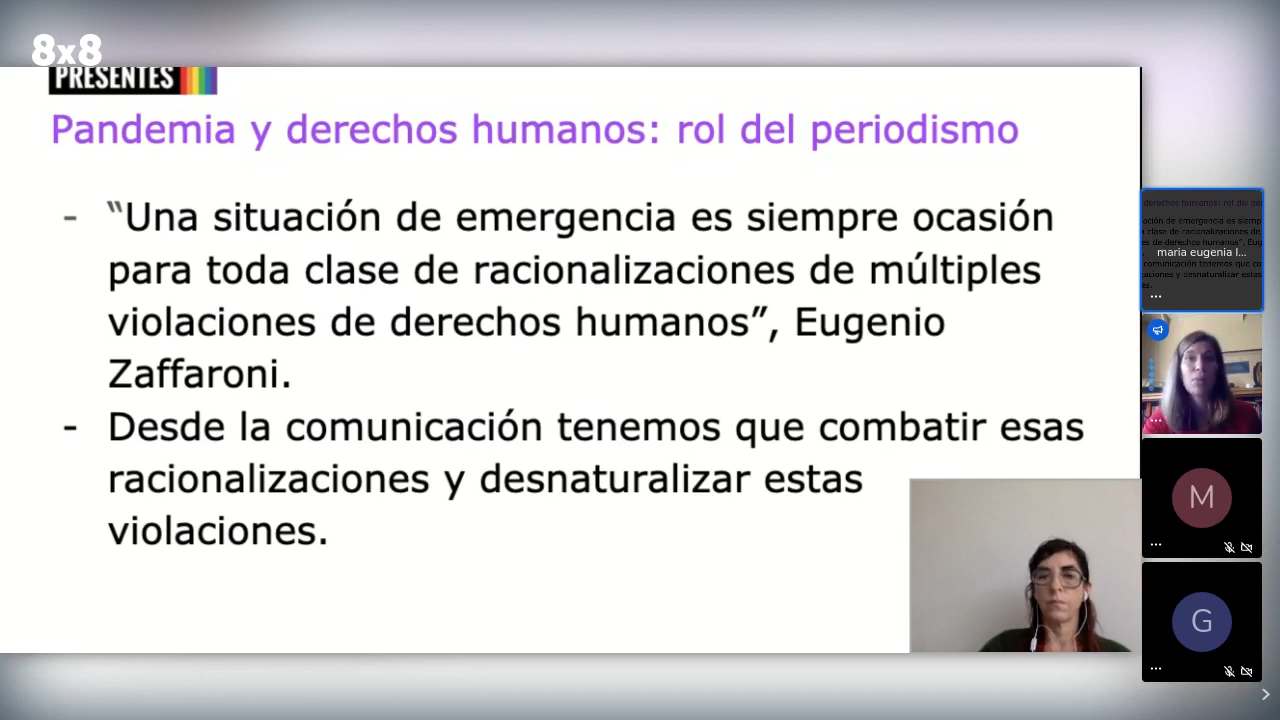 8x8
PRESENTES
Pandemia y derechos humanos: rol del periodismo
- “Una situación de emergencia es siempre ocasión
para toda clase de racionalizaciones de múltiples
violaciones de derechos humanos”, Eugenio
Zaffaroni.
- Desde la comunicación tenemos que combatir esas
racionalizaciones y desnaturalizar estas
violaciones.
maria eugenia l...
M
G